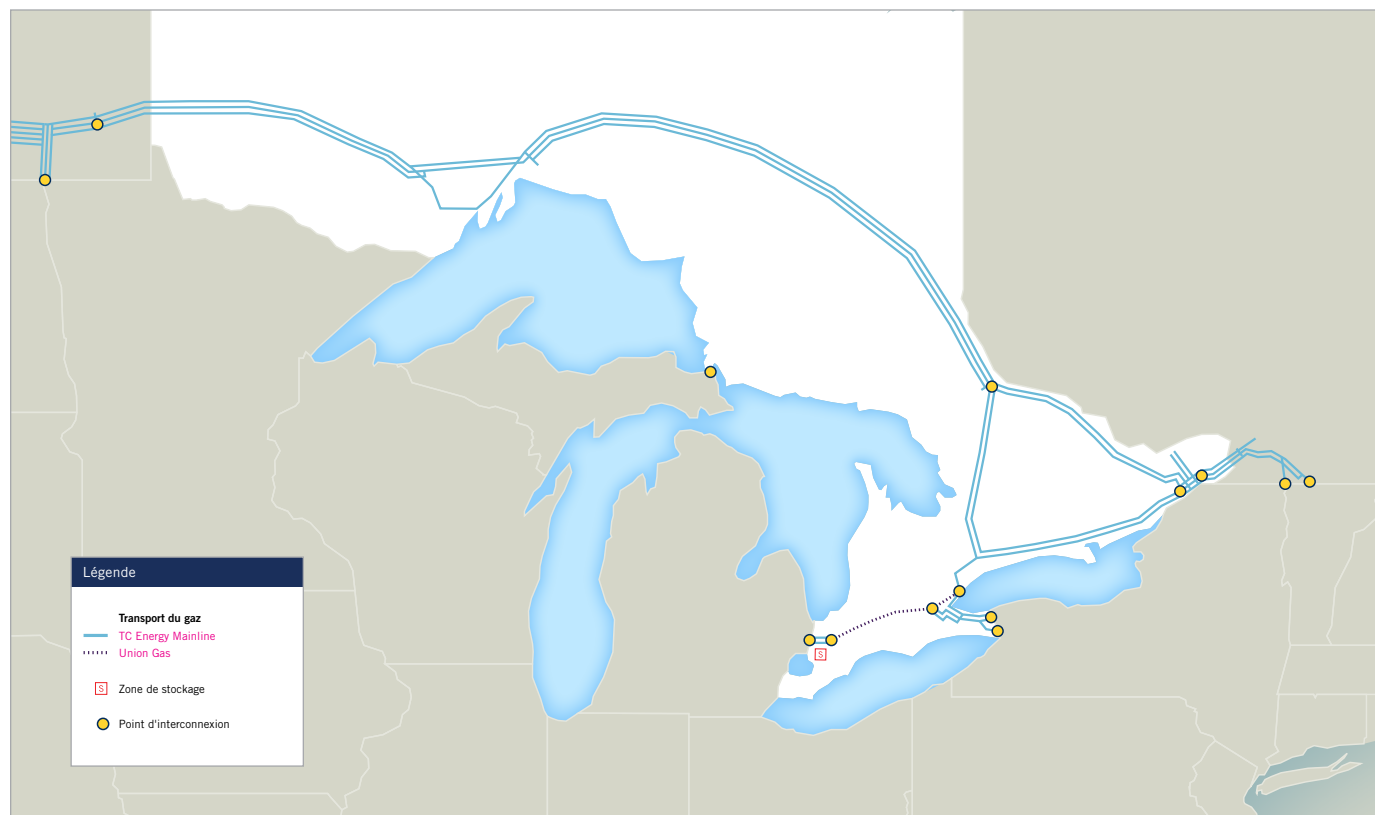 S
Légende
Transport du gaz
TC Energy Mainline
Union Gas
S
Zone de stockage
Point d'interconnexion